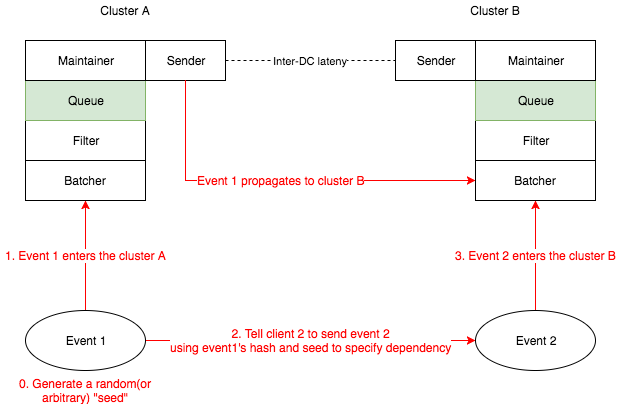 Cluster A
Cluster B
Maintainer
Sender
Inter-DC lateny
Sender
Maintainer
Queue
Queue
Filter
Filter
Batcher
Event 1 propagates to cluster B
Batcher
1. Event 1 enters the cluster A
3. Event 2 enters the cluster B
Event 1
2. Tell client 2 to send event 2
using event1's hash and seed to specify dependency
Event 2
0. Generate a random(or
arbitrary) "seed"